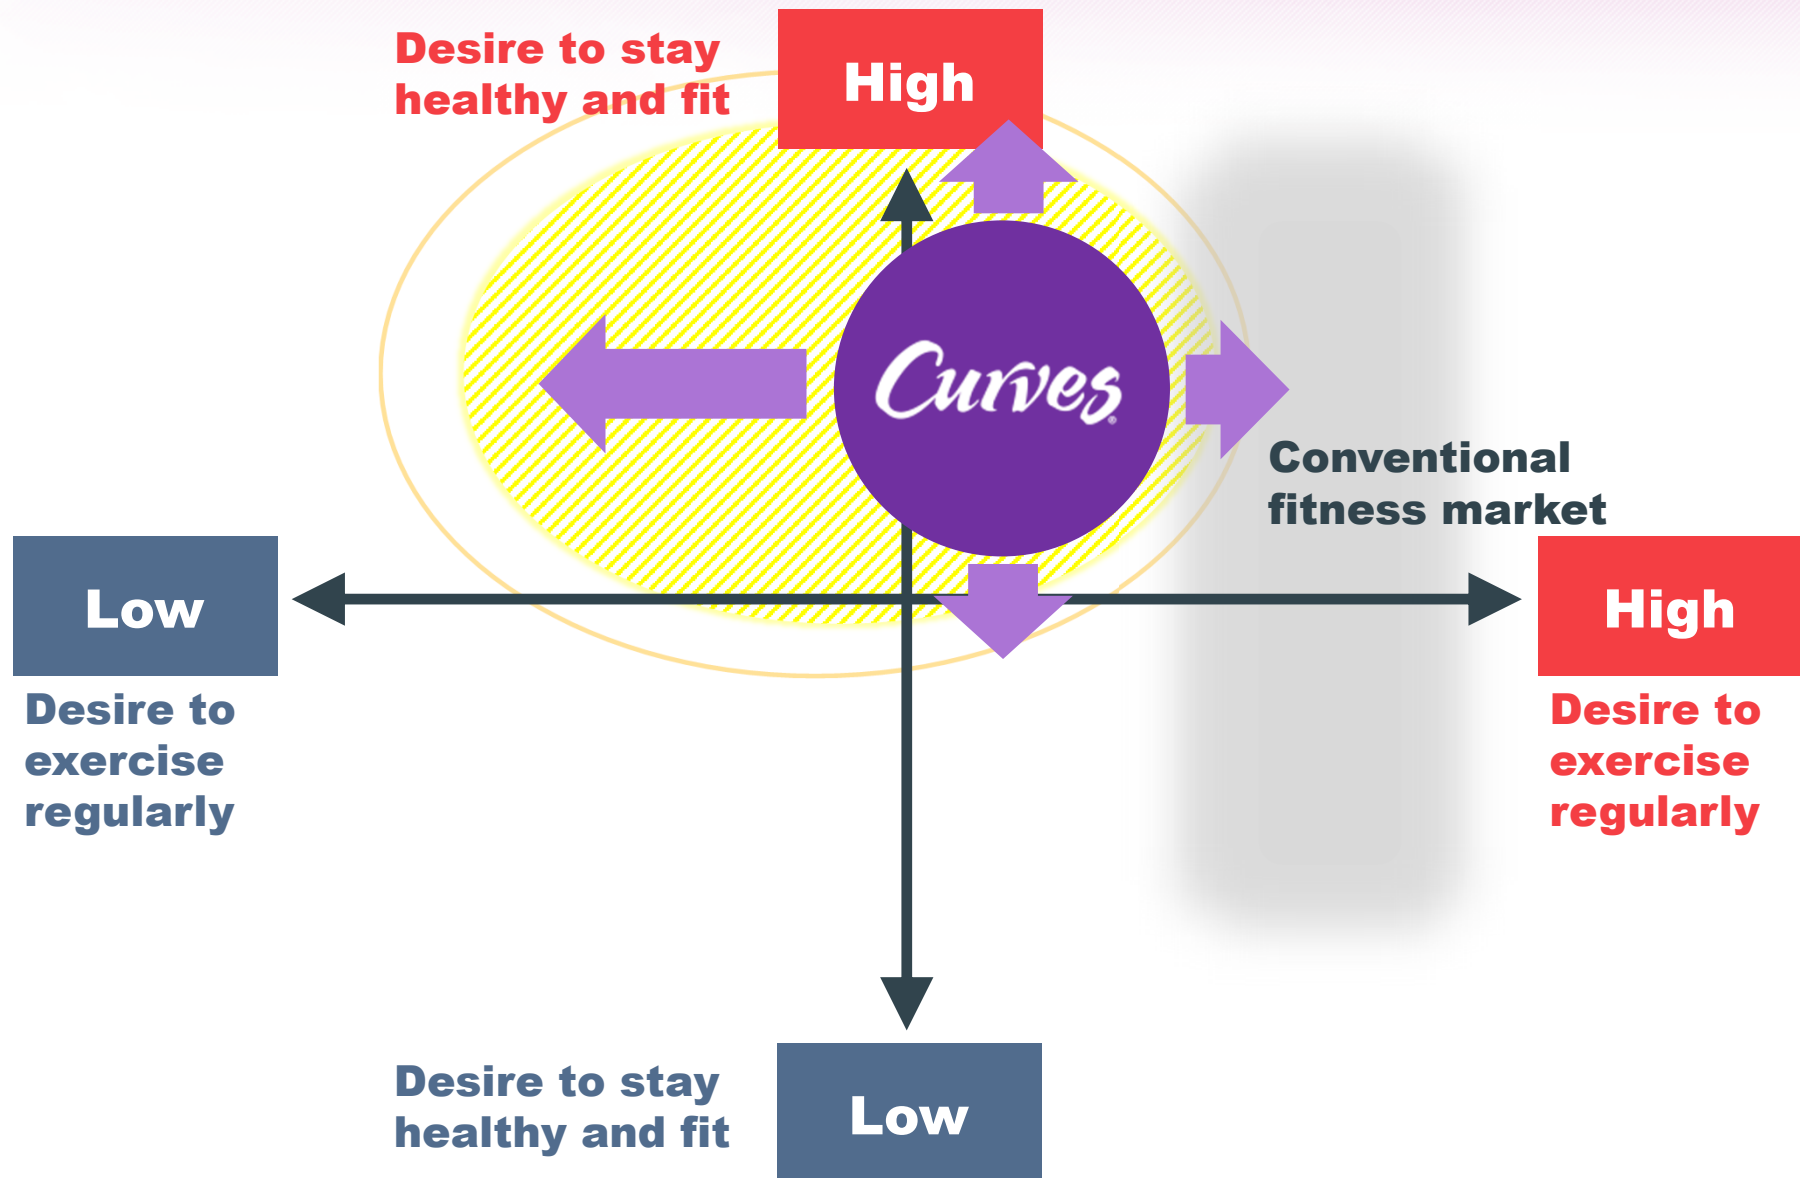 Desire to stay
healthy and fit
High
Curves®
Conventional
fitness market
Low
High
Desire to
exercise
regularly
Desire to
exercise
regularly
Desire to stay
healthy and fit
Low